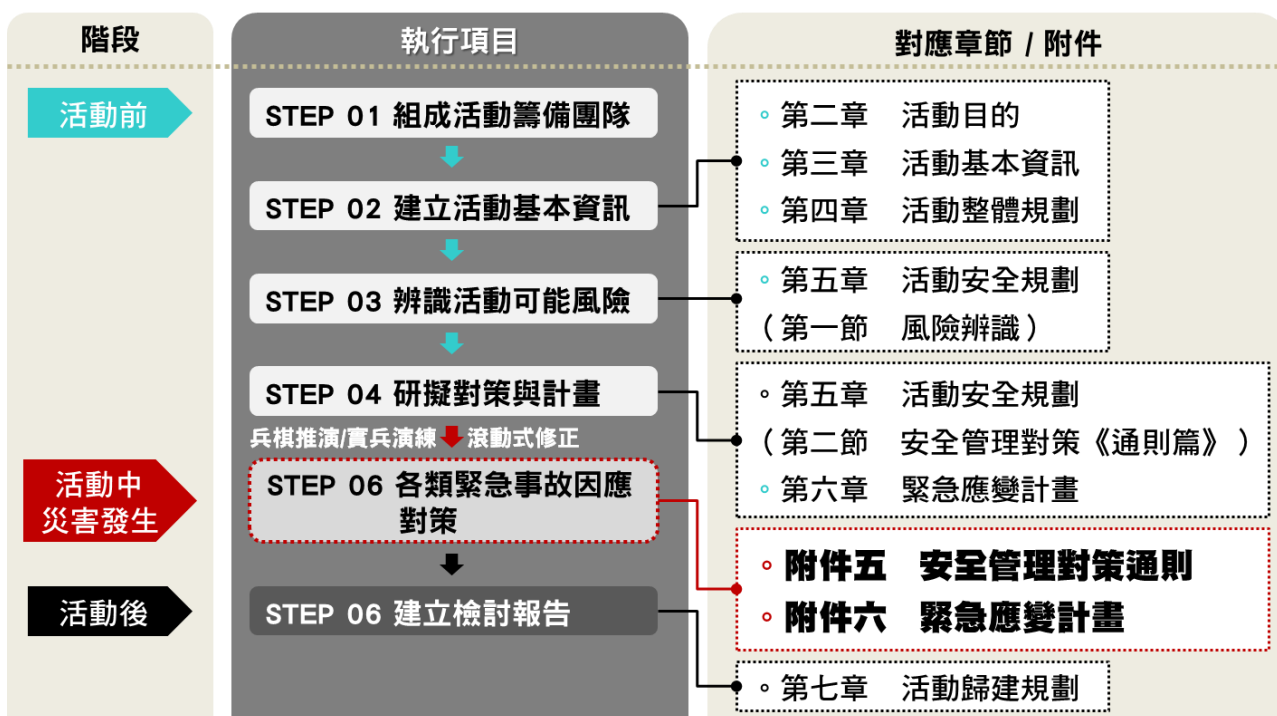 階段
執行項目
對應章節 / 附件
活動前
STEP 01 組成活動籌備團隊
STEP 02 建立活動基本資訊
。第二章 活動目的
。第三章 活動基本資訊
。第四章 活動整體規劃
STEP 03 辨識活動可能風險
。第五章 活動安全規劃
（第一節 風險辨識）
STEP 04 研擬對策與計畫
。第五章 活動安全規劃
（第二節 安全管理對策《通則篇》）
。第六章 緊急應變計畫
兵棋推演/實兵演練
滾動式修正
活動中
災害發生
STEP 06 各類緊急事故因應
對策
。附件五 安全管理對策通則
。附件六 緊急應變計畫
活動後
STEP 06 建立檢討報告
。第七章 活動歸建規劃